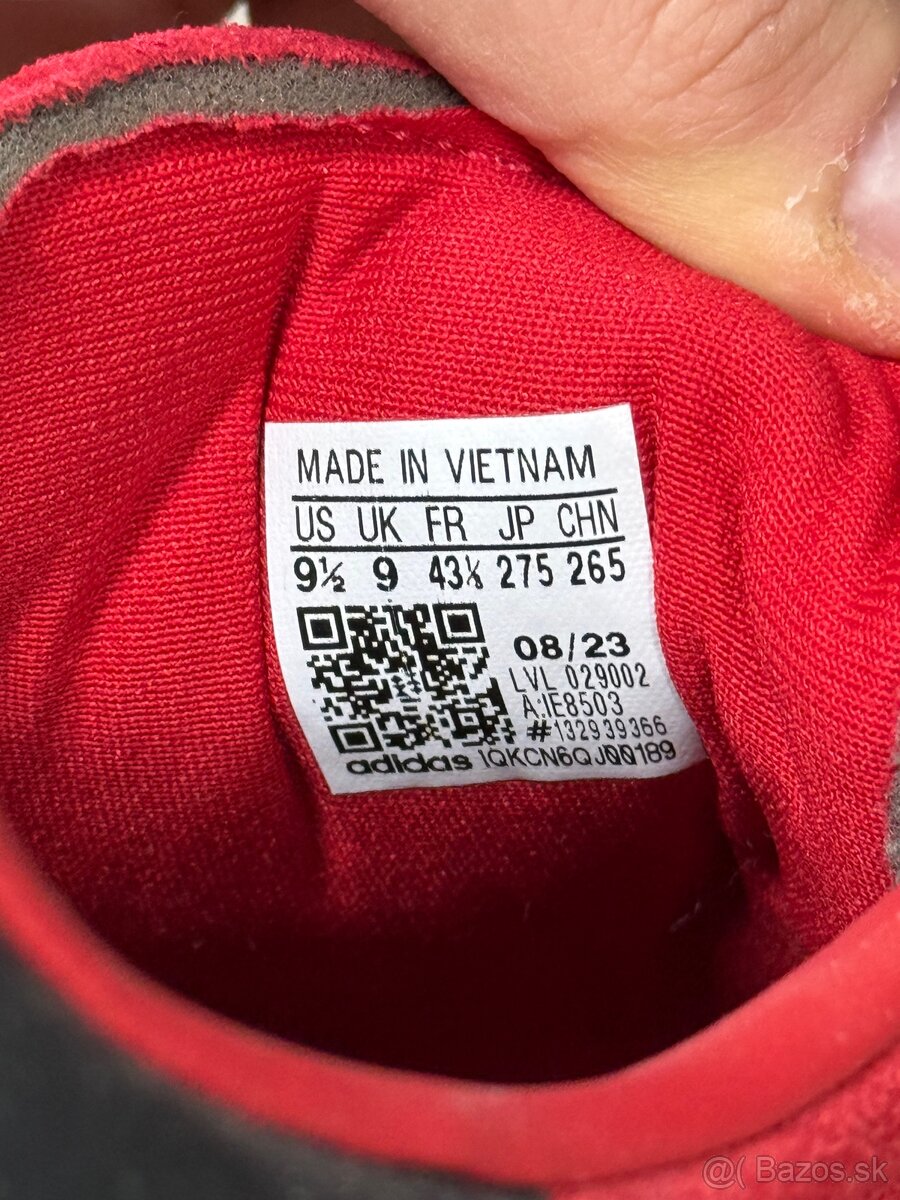 MADE IN VIETNAM
US UK FR JP CHN
9½ 9 43⅓ 275 265
08/23
LVL 029002
A:IE8503
#132939366
adidas 1QKCN6QJ00189
@( Bazos.sk